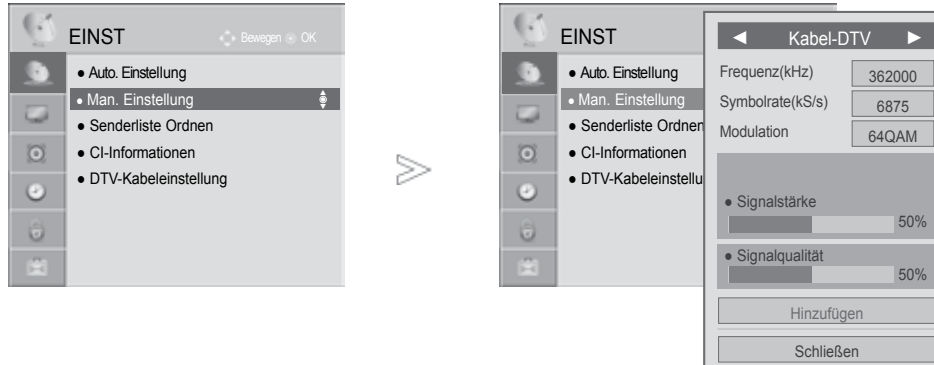 EINST
Bewegen OK
● Auto. Einstellung
● Man. Einstellung
● Senderliste Ordnen
● CI-Informationen
● DTV-Kabeleinstellung
EINST
● Auto. Einstellung
● Man. Einstellung
● Senderliste Ordnen
● CI-Informationen
● DTV-Kabeleinstellu
◄ Kabel-DTV ►
Frequenz(kHz) 362000
Symbolrate(kS/s) 6875
Modulation 64QAM
● Signalstärke
50%
● Signalqualität
50%
Hinzufügen
Schließen